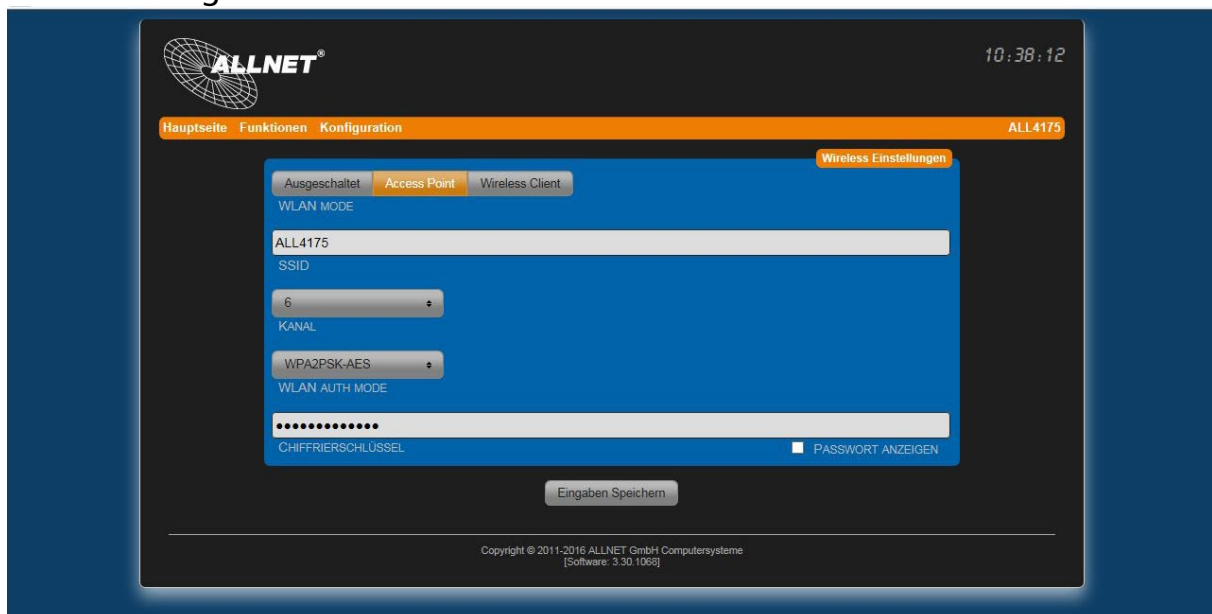 ALLNET®
10:38:12
Hauptseite Funktionen Konfiguration ALL4175
Wireless Einstellungen
Ausgeschaltet Access Point Wireless Client
WLAN MODE
ALL4175
SSID
6
KANAL
WPA2PSK-AES
WLAN AUTH MODE
•••••••••••••
CHIFFRIERSCHLÜSSEL PASSWORT ANZEIGEN
Eingaben Speichern
Copyright © 2011-2016 ALLNET GmbH Computersysteme
[Software: 3.30.1068]